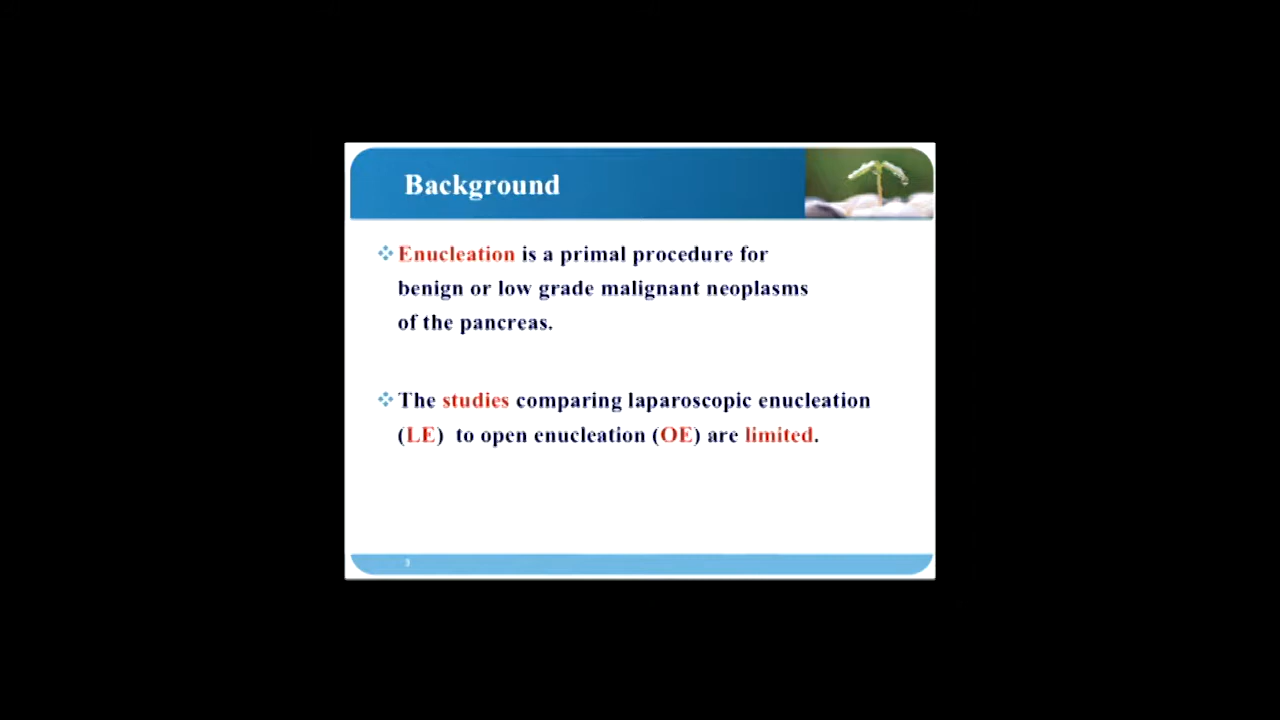 Background
Enucleation is a primal procedure for
benign or low grade malignant neoplasms
of the pancreas.
The studies comparing laparoscopic enucleation
(LE) to open enucleation (OE) are limited.
3